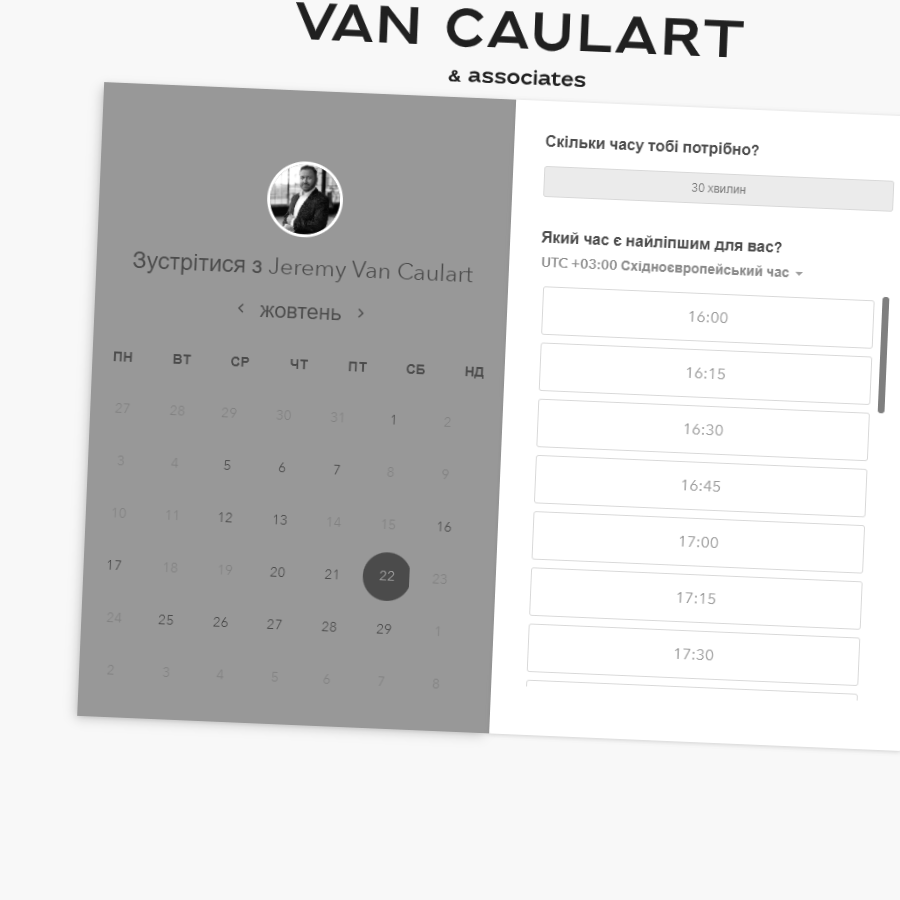 VAN CAULART
& associates
Зустрітися з Jeremy Van Caulart
жовтень
ПН ВТ СР ЧТ ПТ СБ НД
27 28 29 30 31 1 2
3 4 5 6 7 8 9
10 11 12 13 14 15 16
17 18 19 20 21 22 23
24 25 26 27 28 29 1
2 3 4 5 6 7 8
Скільки часу тобі потрібно?
30 хвилин
Який час є найліпшим для вас?
UTC +03:00 Східноєвропейський час
16:00
16:15
16:30
16:45
17:00
17:15
17:30